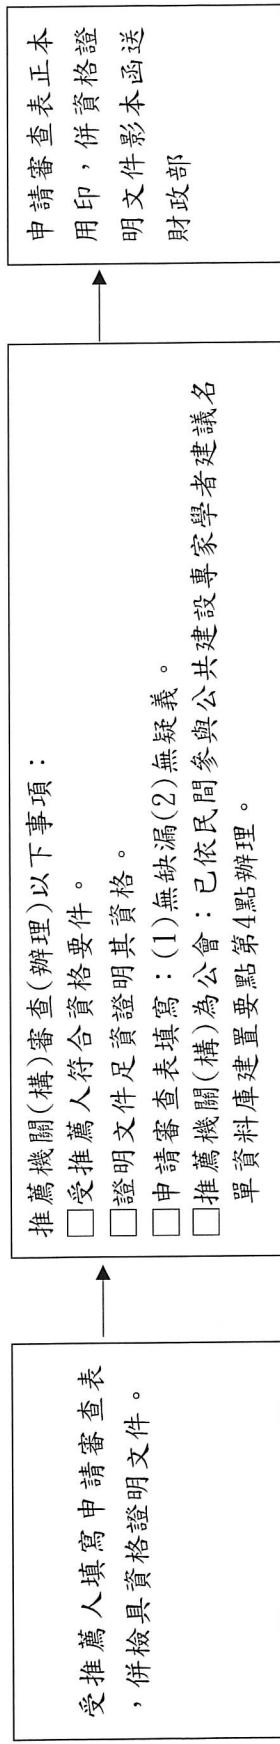 受推薦人填寫申請審查表
，併檢具資格證明文件。
推薦機關(構)審查(辦理)以下事項：
□受推薦人符合資格要件。
□證明文件足資證明其資格。
□申請審查表填寫：(1)無缺漏(2)無疑義。
□推薦機關(構)為公會：已依民間參與公共建設專家學者建議名
單資料庫建置要點第4點辦理。
申請審查表正本
用印，併資格證
明文件影本函送
財政部